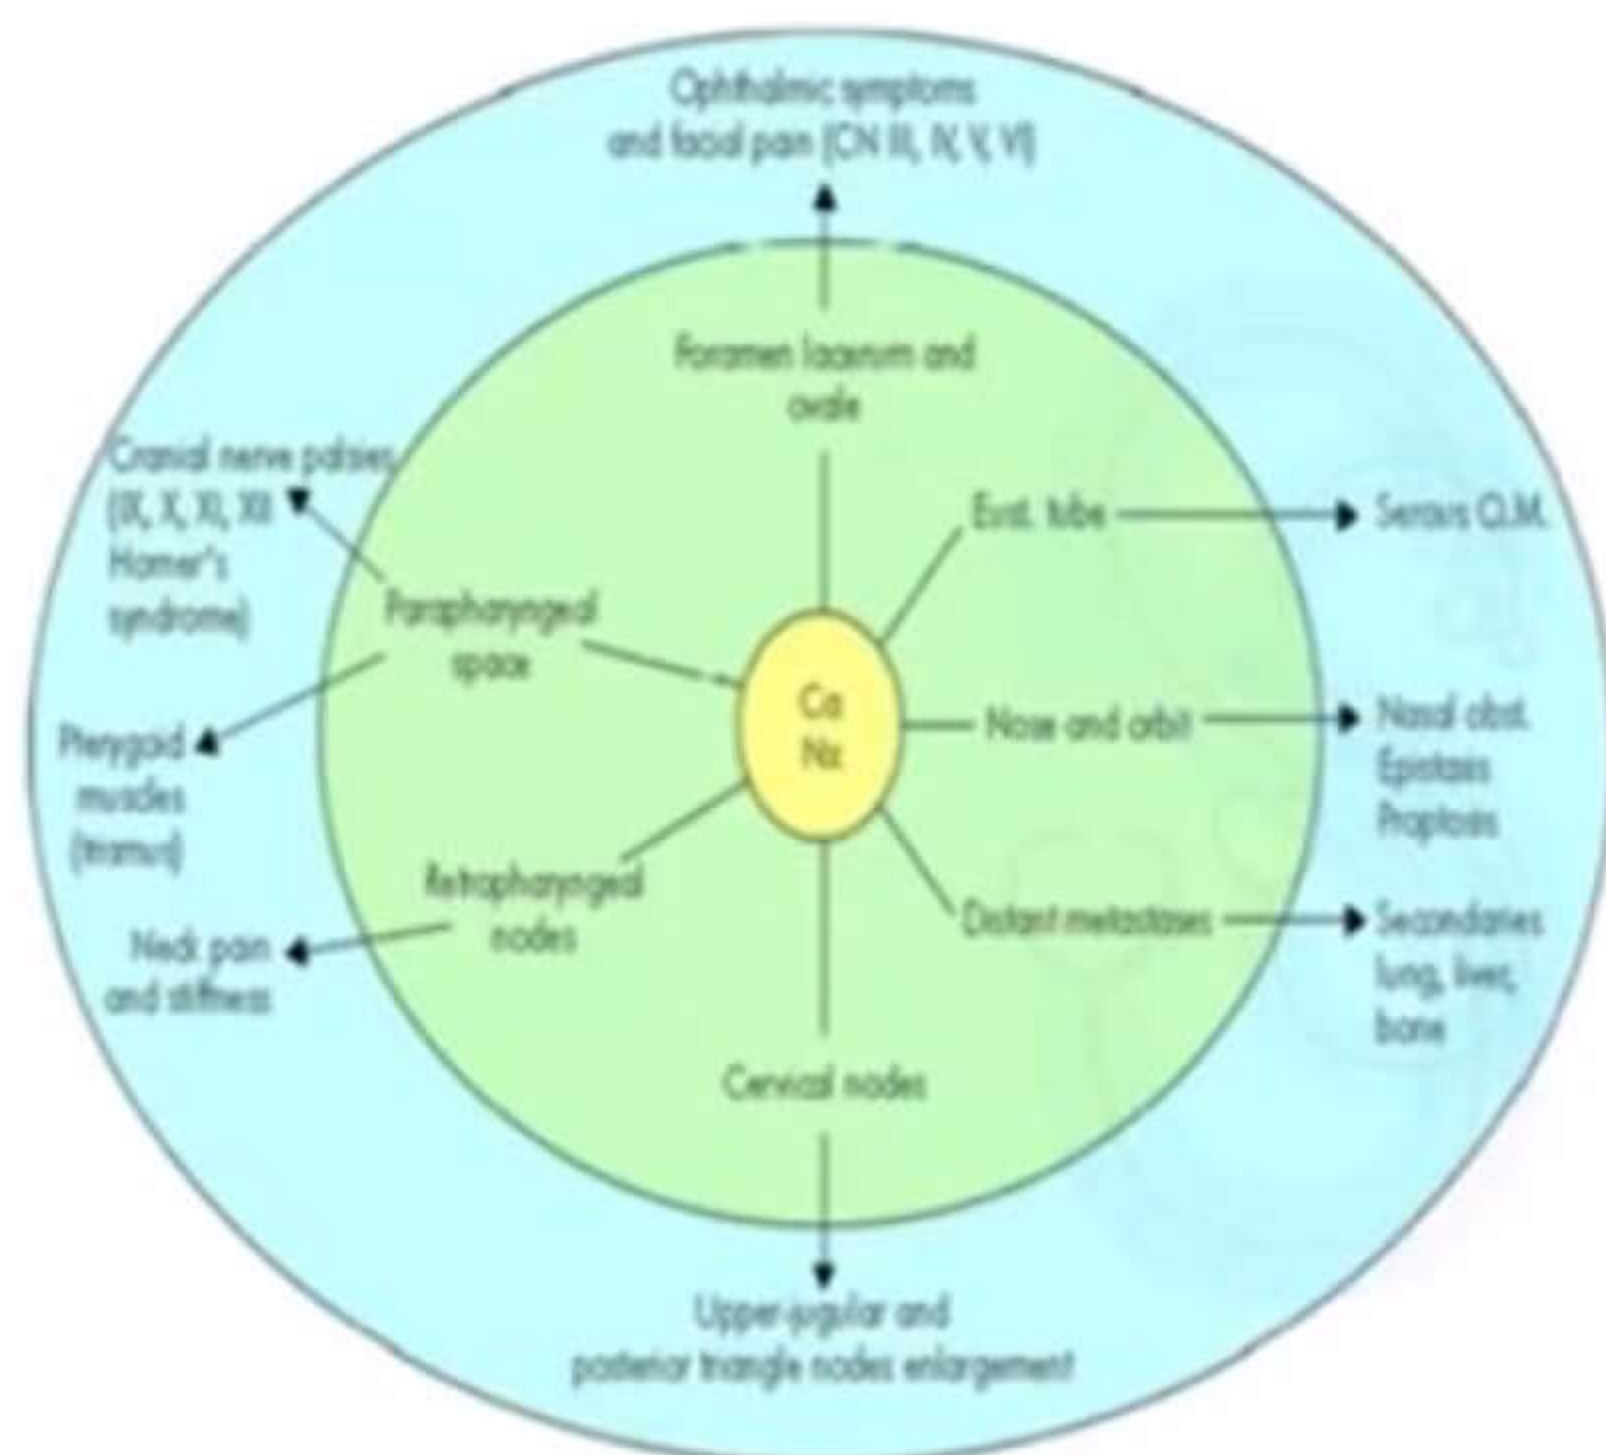 Ophthalmic symptoms
and facial pain (CN III, IV, V, VI)
Foramen lacerum and
ovale
Cranial nerve palsies
(IX, X, XI, XII
Horner's
syndrome)
Parapharyngeal
space
Pterygoid
muscles
(trismus)
Retropharyngeal
nodes
Neck pain
and stiffness
Ca
Nx
Eust. tube
Serous O.M.
Nose and orbit
Nasal obst.
Epistaxis
Proptosis
Distant metastases
Secondaries
lung, liver,
bone
Cervical nodes
Upper-jugular and
posterior triangle nodes enlargement